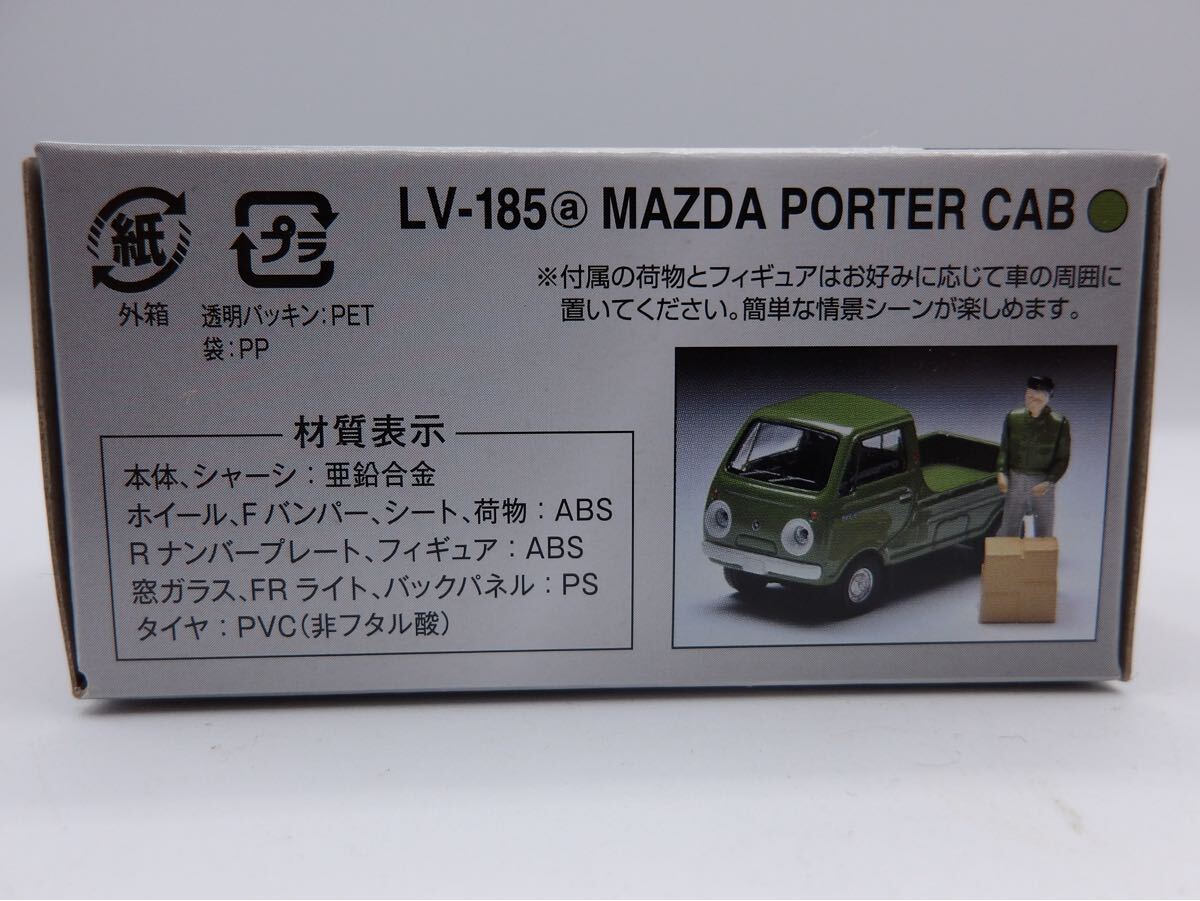 紙
プラ
LV-185ⓐ MAZDA PORTER CAB
外箱
透明パッキン:PET
袋:PP
※付属の荷物とフィギュアはお好みに応じて車の周囲に
置いてください。簡単な情景シーンが楽しめます。
材質表示
本体、シャーシ:亜鉛合金
ホイール、Fバンパー、シート、荷物:ABS
Rナンバープレート、フィギュア:ABS
窓ガラス、FRライト、バックパネル:PS
タイヤ:PVC(非フタル酸)